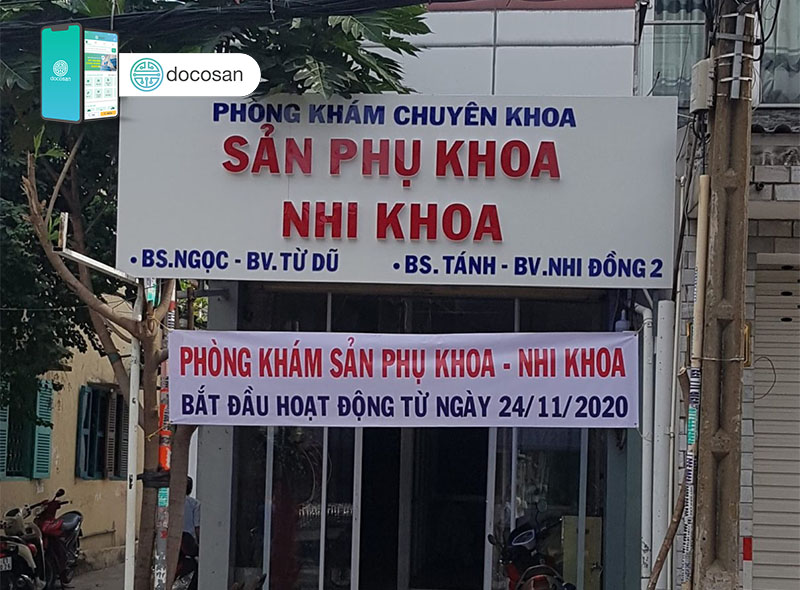 docosan
docosan
PHÒNG KHÁM CHUYÊN KHOA
SẢN PHỤ KHOA
NHI KHOA
• BS.NGỌC - BV.TỪ DŨ
• BS. TÁNH - BV.NHI ĐỒNG 2
PHÒNG KHÁM SẢN PHỤ KHOA - NHI KHOA
BẮT ĐẦU HOẠT ĐỘNG TỪ NGÀY 24/11/2020